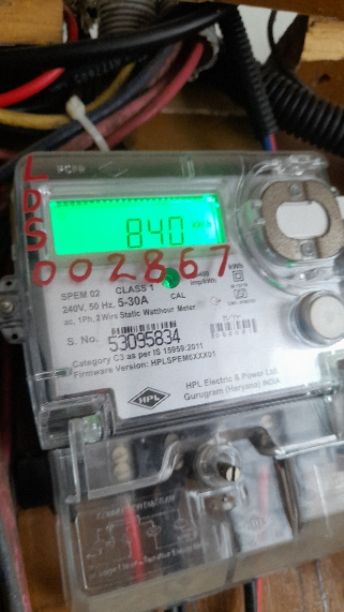 L
D
S
840
002867
SPEM 02 CLASS 1
240V, 50 Hz, 5-30A CAL
ac, 1Ph, 2 Wire Static Watthour Meter
S. No. 53095834
Category C3 as per IS 15959:2011
Firmware Version: HPLSPEM0XXX01
HPL
HPL Electric & Power Ltd.
Gurugram (Haryana) INDIA
HPL